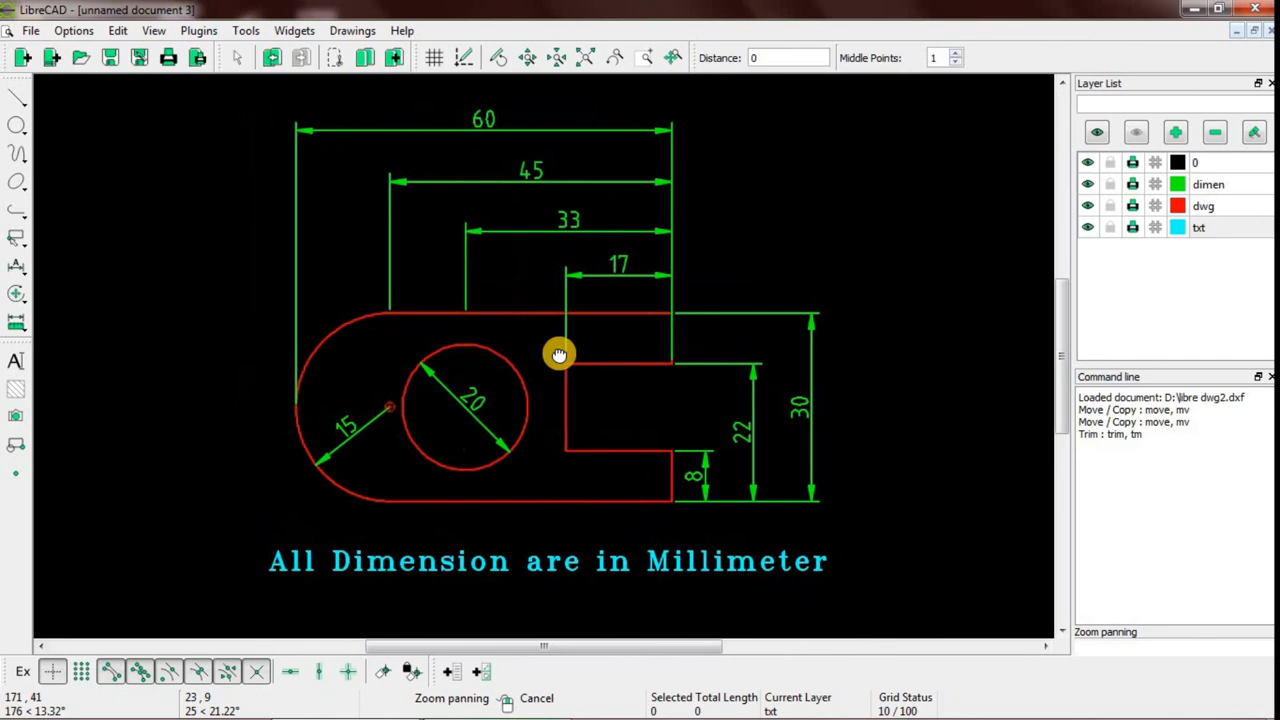 LibreCAD - [unnamed document 3]
File Options Edit View Plugins Tools Widgets Drawings Help
Distance: 0 Middle Points: 1
Layer List
0
dimen
dwg
txt
60
45
33
17
15
20
22
30
8
All Dimension are in Millimeter
Command line
Loaded document: D:\libre dwg2.dxf
Move / Copy : move, mv
Move / Copy : move, mv
Trim : trim, tm
Zoom panning
Ex
171 , 41 23 , 9 Zoom panning Cancel Selected Total Length Current Layer Grid Status
176 < 13.32° 25 < 21.22° 0 0 txt 10 / 100